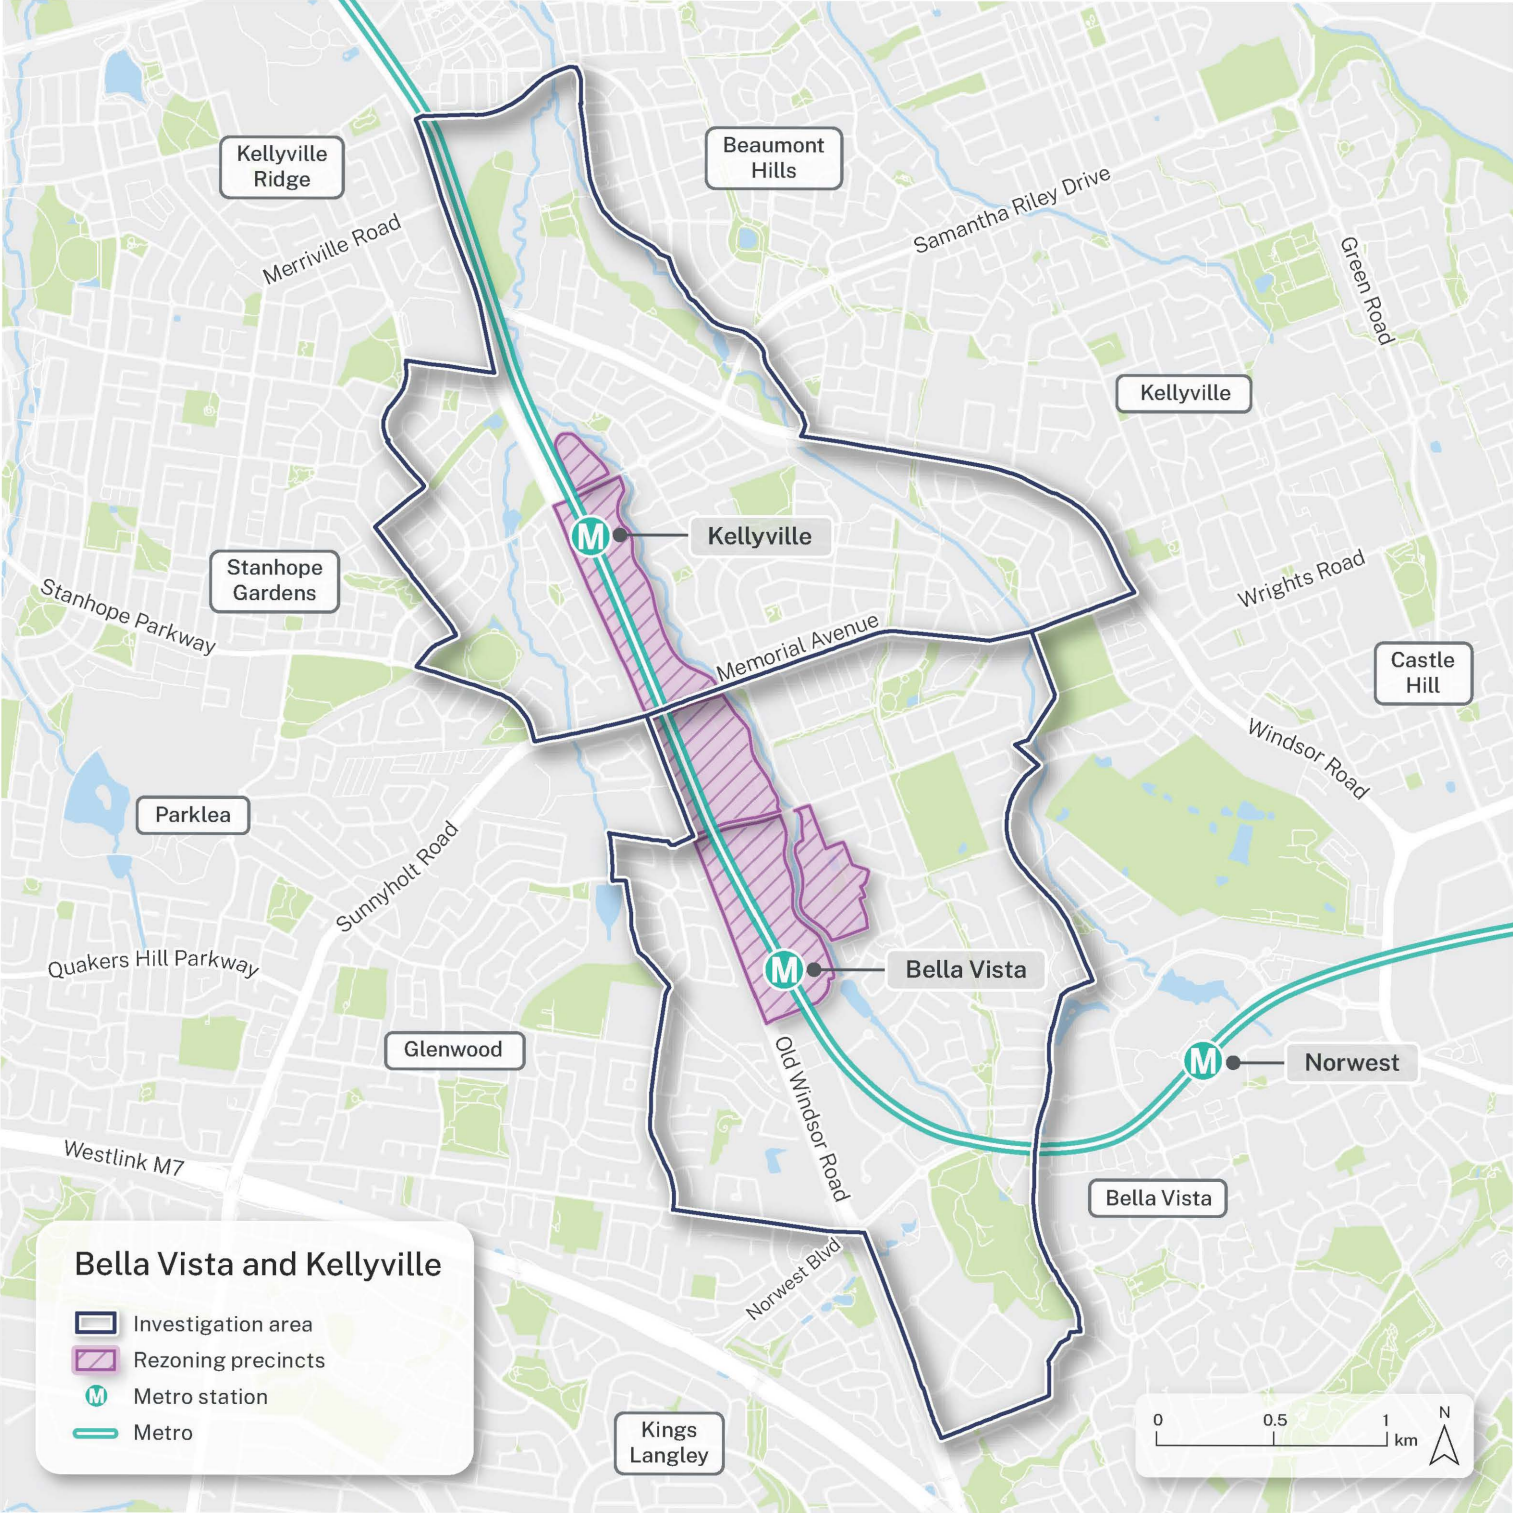 Kellyville
Ridge
Beaumont
Hills
Merriville Road
Samantha Riley Drive
Green Road
Kellyville
M
Kellyville
Stanhope
Gardens
Stanhope Parkway
Wrights Road
Memorial Avenue
Castle
Hill
Windsor Road
Parklea
Sunnyholt Road
Quakers Hill Parkway
M
Bella Vista
Glenwood
Old Windsor Road
M
Norwest
Westlink M7
Bella Vista
Norwest Blvd
Kings
Langley
Bella Vista and Kellyville
Investigation area
Rezoning precincts
M
Metro station
Metro
0 0.5 1
km
N